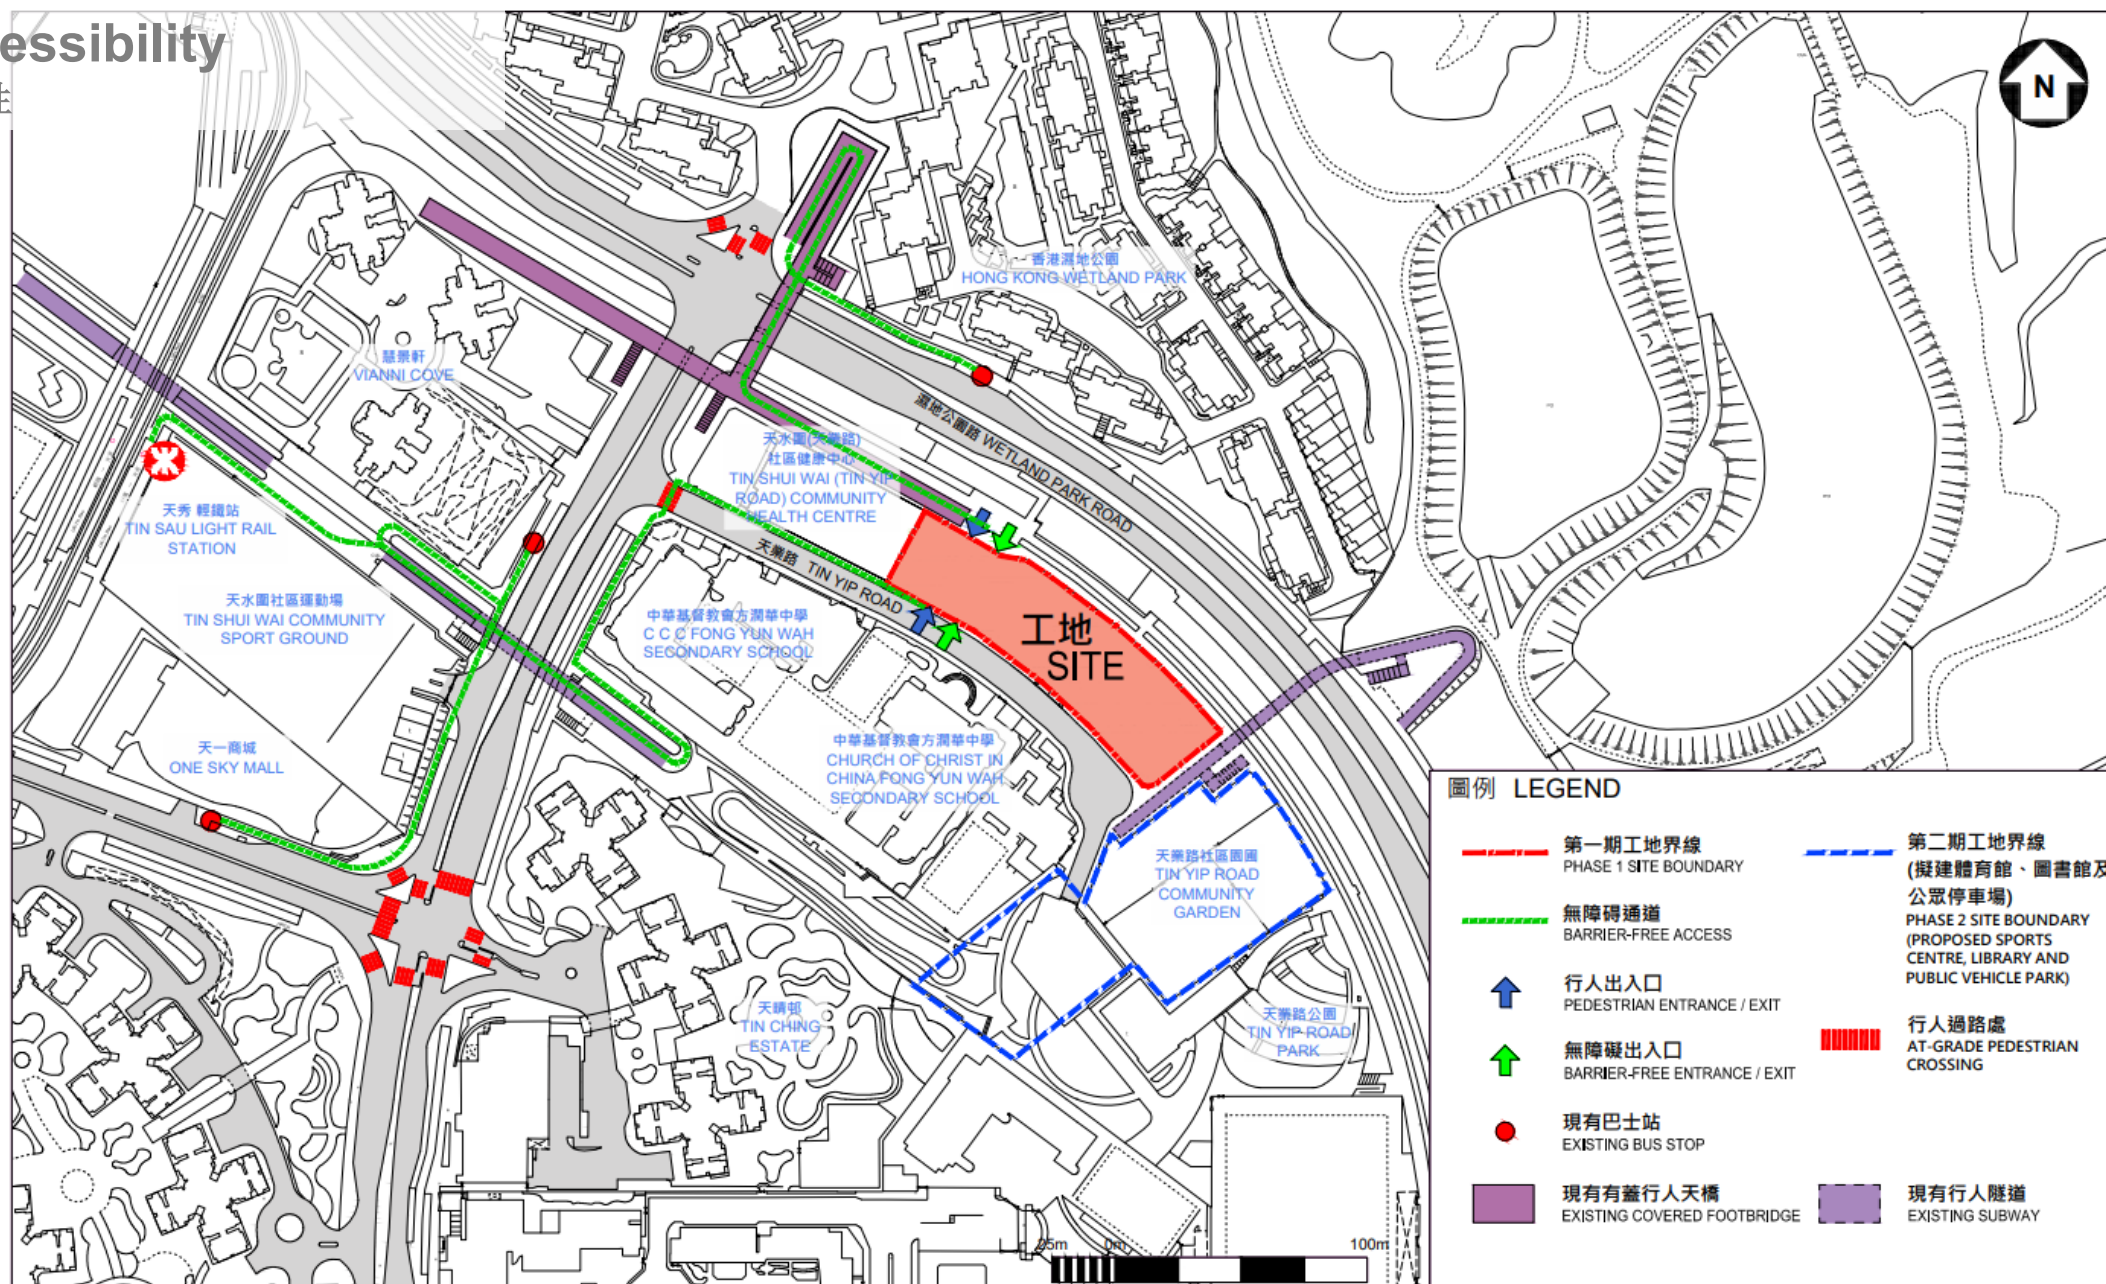 essibility
N
香港濕地公園
HONG KONG WETLAND PARK
慧景軒
VIANNI COVE
濕地公園路 WETLAND PARK ROAD
天水圍(天業路)
社區健康中心
TIN SHUI WAI (TIN YIP
ROAD) COMMUNITY
HEALTH CENTRE
天秀 輕鐵站
TIN SAU LIGHT RAIL
STATION
天業路 TIN YIP ROAD
天水圍社區運動場
TIN SHUI WAI COMMUNITY
SPORT GROUND
中華基督教會方潤華中學
C C C FONG YUN WAH
SECONDARY SCHOOL
工地
SITE
天一商城
ONE SKY MALL
中華基督教會方潤華中學
CHURCH OF CHRIST IN
CHINA FONG YUN WAH
SECONDARY SCHOOL
天業路社區園圃
TIN YIP ROAD
COMMUNITY
GARDEN
天晴邨
TIN CHING
ESTATE
天業路公園
TIN YIP ROAD
PARK
25m 0m 100m
圖例 LEGEND
第一期工地界線
PHASE 1 SITE BOUNDARY
無障碍通道
BARRIER-FREE ACCESS
行人出入口
PEDESTRIAN ENTRANCE / EXIT
無障礙出入口
BARRIER-FREE ENTRANCE / EXIT
現有巴士站
EXISTING BUS STOP
現有有蓋行人天橋
EXISTING COVERED FOOTBRIDGE
第二期工地界線
(擬建體育館、圖書館及
公眾停車場)
PHASE 2 SITE BOUNDARY
(PROPOSED SPORTS
CENTRE, LIBRARY AND
PUBLIC VEHICLE PARK)
行人過路處
AT-GRADE PEDESTRIAN
CROSSING
現有行人隧道
EXISTING SUBWAY